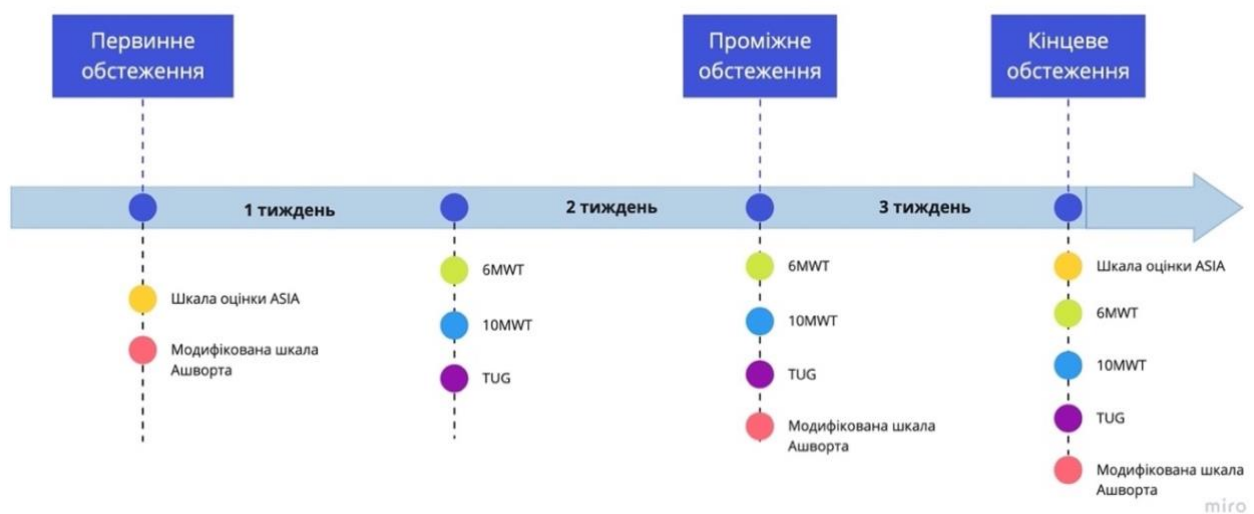 Первинне
обстеження
Проміжне
обстеження
Кінцеве
обстеження
1 тиждень
2 тиждень
3 тиждень
Шкала оцінки ASIA
Модифікована шкала
Ашворта
6MWT
10MWT
TUG
6MWT
10MWT
TUG
Модифікована шкала
Ашворта
Шкала оцінки ASIA
6MWT
10MWT
TUG
Модифікована шкала
Ашворта
miro